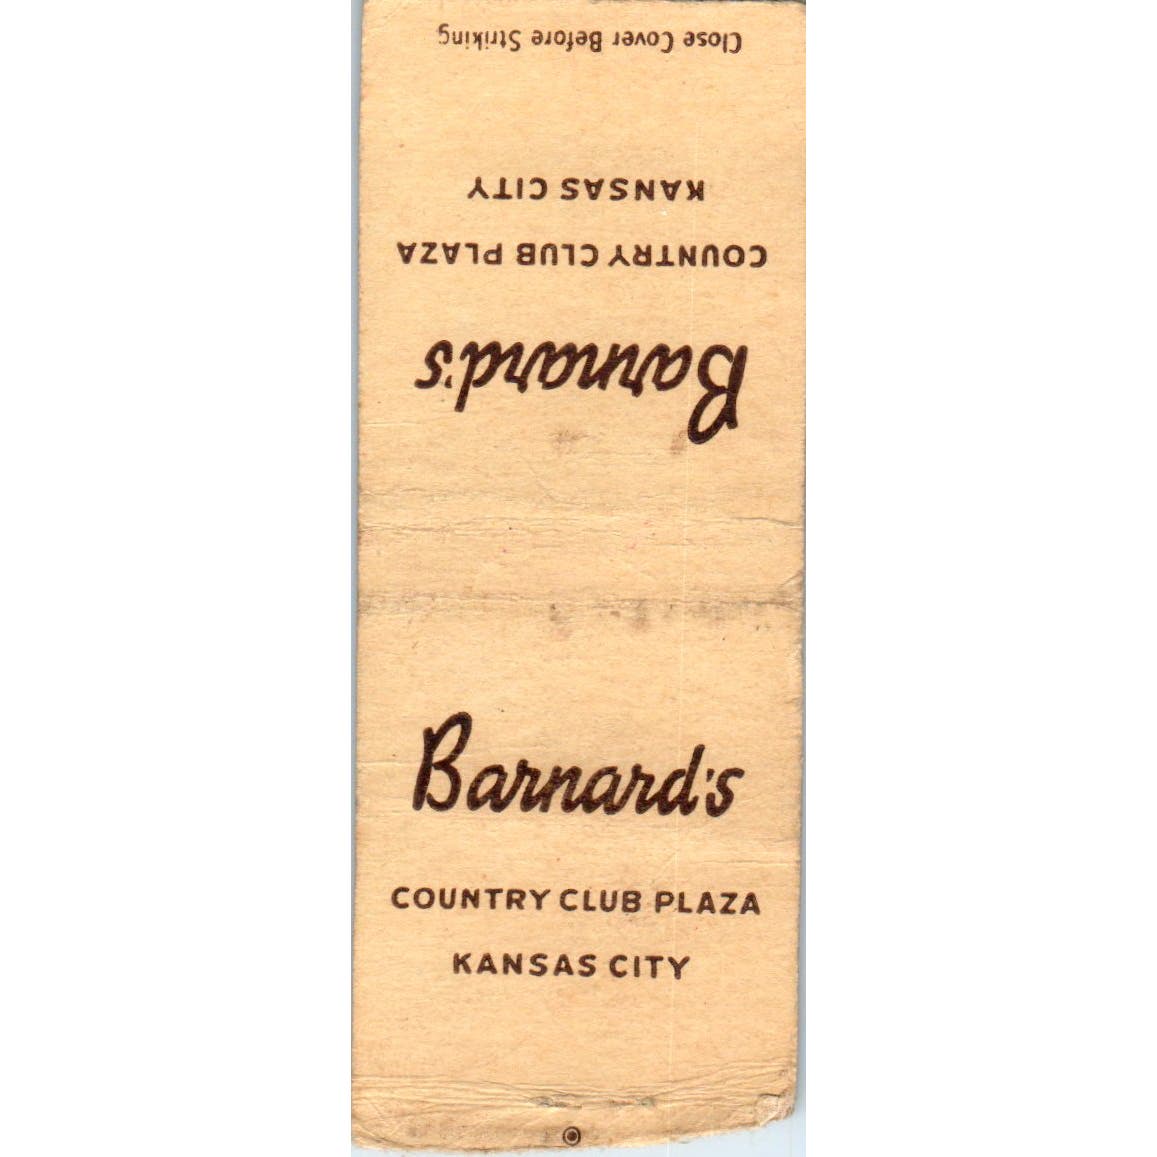 Close Cover Before Striking
KANSAS CITY
COUNTRY CLUB PLAZA
Barnard's
Barnard's
COUNTRY CLUB PLAZA
KANSAS CITY